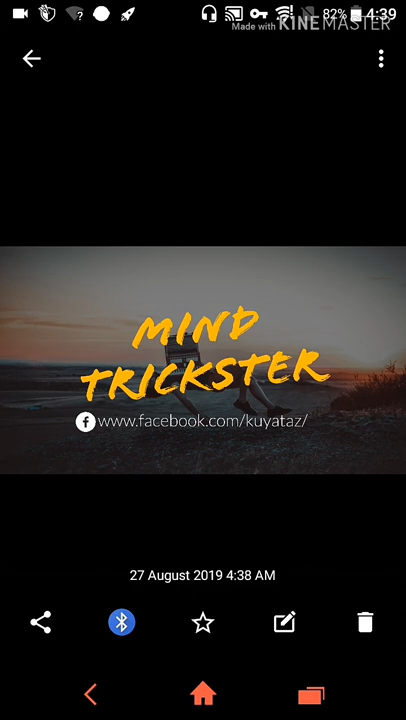 82% 4:39
Made with KINEMASTER
MIND
TRICKSTER
www.facebook.com/kuyataz/
27 August 2019 4:38 AM